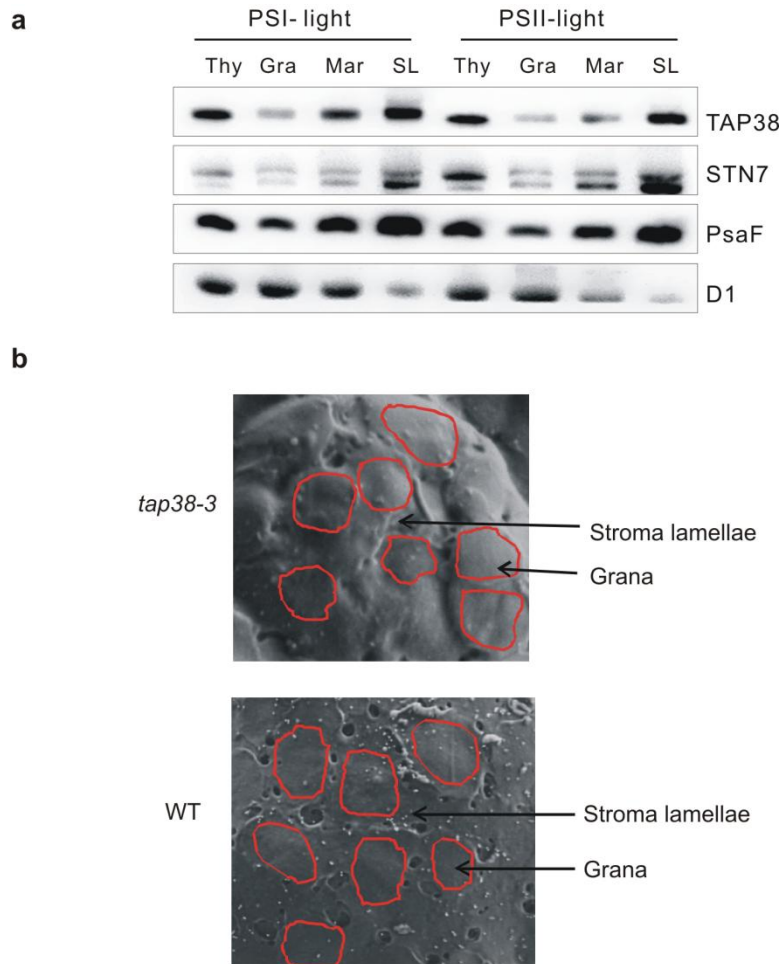 a
PSI- light PSII-light
Thy Gra Mar SL Thy Gra Mar SL
TAP38
STN7
PsaF
D1
b
tap38-3
Stroma lamellae
Grana
WT
Stroma lamellae
Grana